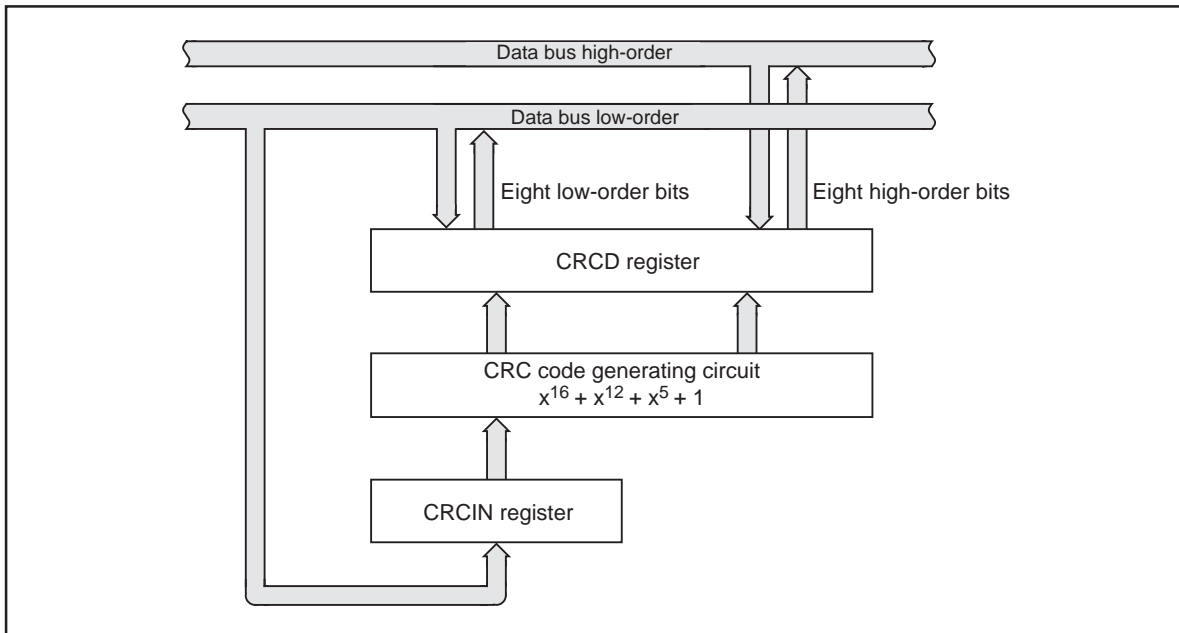 Data bus high-order
Data bus low-order
Eight low-order bits
Eight high-order bits
CRCD register
CRC code generating circuit
x¹⁶ + x¹² + x⁵ + 1
CRCIN register